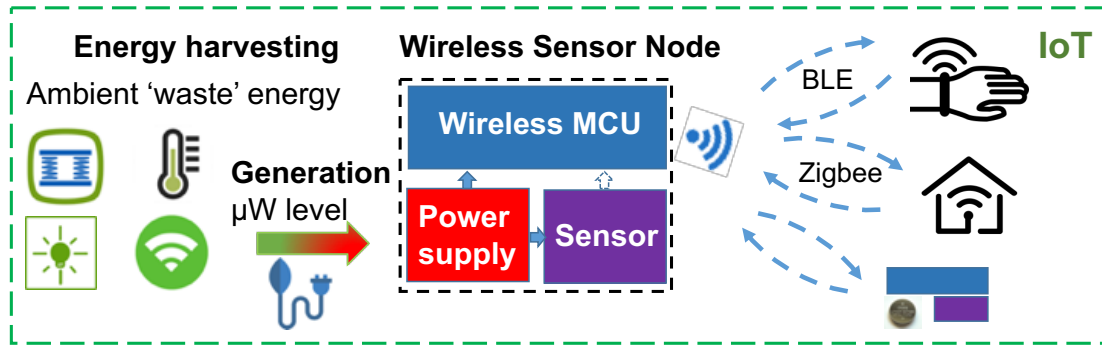 Energy harvesting
Ambient ‘waste’ energy
Generation
µW level
Wireless Sensor Node
Wireless MCU
Power
supply
Sensor
BLE
Zigbee
IoT